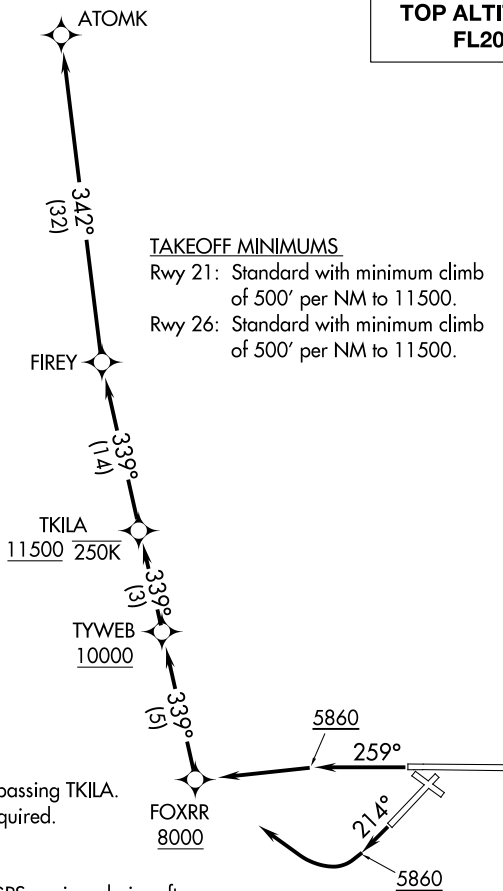 ATOMK
TOP ALTIT
FL20
342°
(32)
TAKEOFF MINIMUMS
Rwy 21: Standard with minimum climb
of 500' per NM to 11500.
Rwy 26: Standard with minimum climb
of 500' per NM to 11500.
FIREY
339°
(14)
TKILA
11500 250K
339°
(3)
TYWEB
10000
339°
(5)
5860
259°
passing TKILA.
quired.
FOXRR
8000
214°
5860